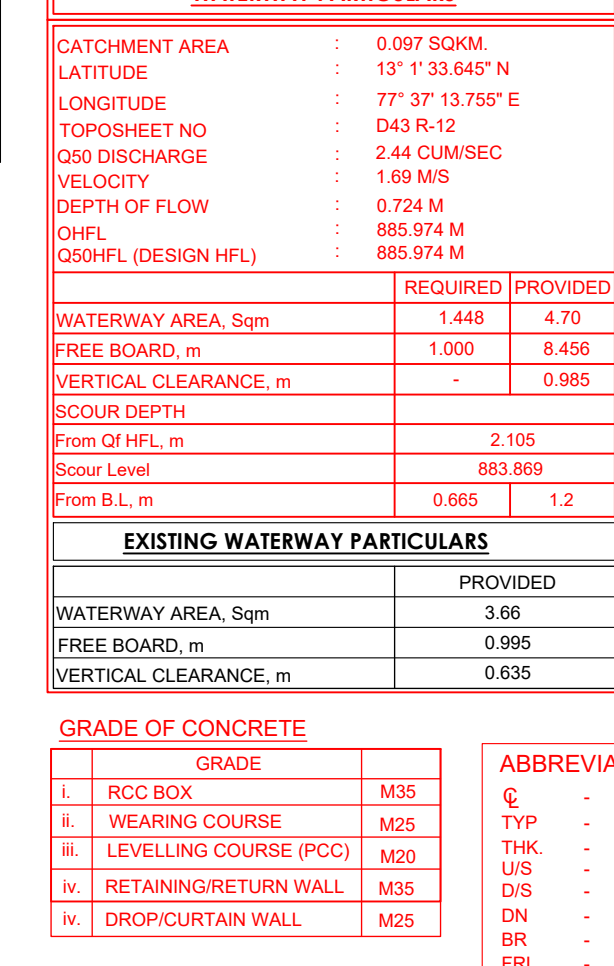 WATERWAY PARTICULARS
CATCHMENT AREA : 0.097 SQKM.
LATITUDE : 13° 1' 33.645" N
LONGITUDE : 77° 37' 13.755" E
TOPOSHEET NO : D43 R-12
Q50 DISCHARGE : 2.44 CUM/SEC
VELOCITY : 1.69 M/S
DEPTH OF FLOW : 0.724 M
OHFL : 885.974 M
Q50HFL (DESIGN HFL) : 885.974 M
REQUIRED PROVIDED
WATERWAY AREA, Sqm 1.448 4.70
FREE BOARD, m 1.000 8.456
VERTICAL CLEARANCE, m - 0.985
SCOUR DEPTH
From Qf HFL, m 2.105
Scour Level 883.869
From B.L, m 0.665 1.2
EXISTING WATERWAY PARTICULARS
PROVIDED
WATERWAY AREA, Sqm 3.66
FREE BOARD, m 0.995
VERTICAL CLEARANCE, m 0.635
GRADE OF CONCRETE
GRADE
i. RCC BOX M35
ii. WEARING COURSE M25
iii. LEVELLING COURSE (PCC) M20
iv. RETAINING/RETURN WALL M35
iv. DROP/CURTAIN WALL M25
ABBREVIA
℄ -
TYP -
THK. -
U/S -
D/S -
DN -
BR -
FRL -